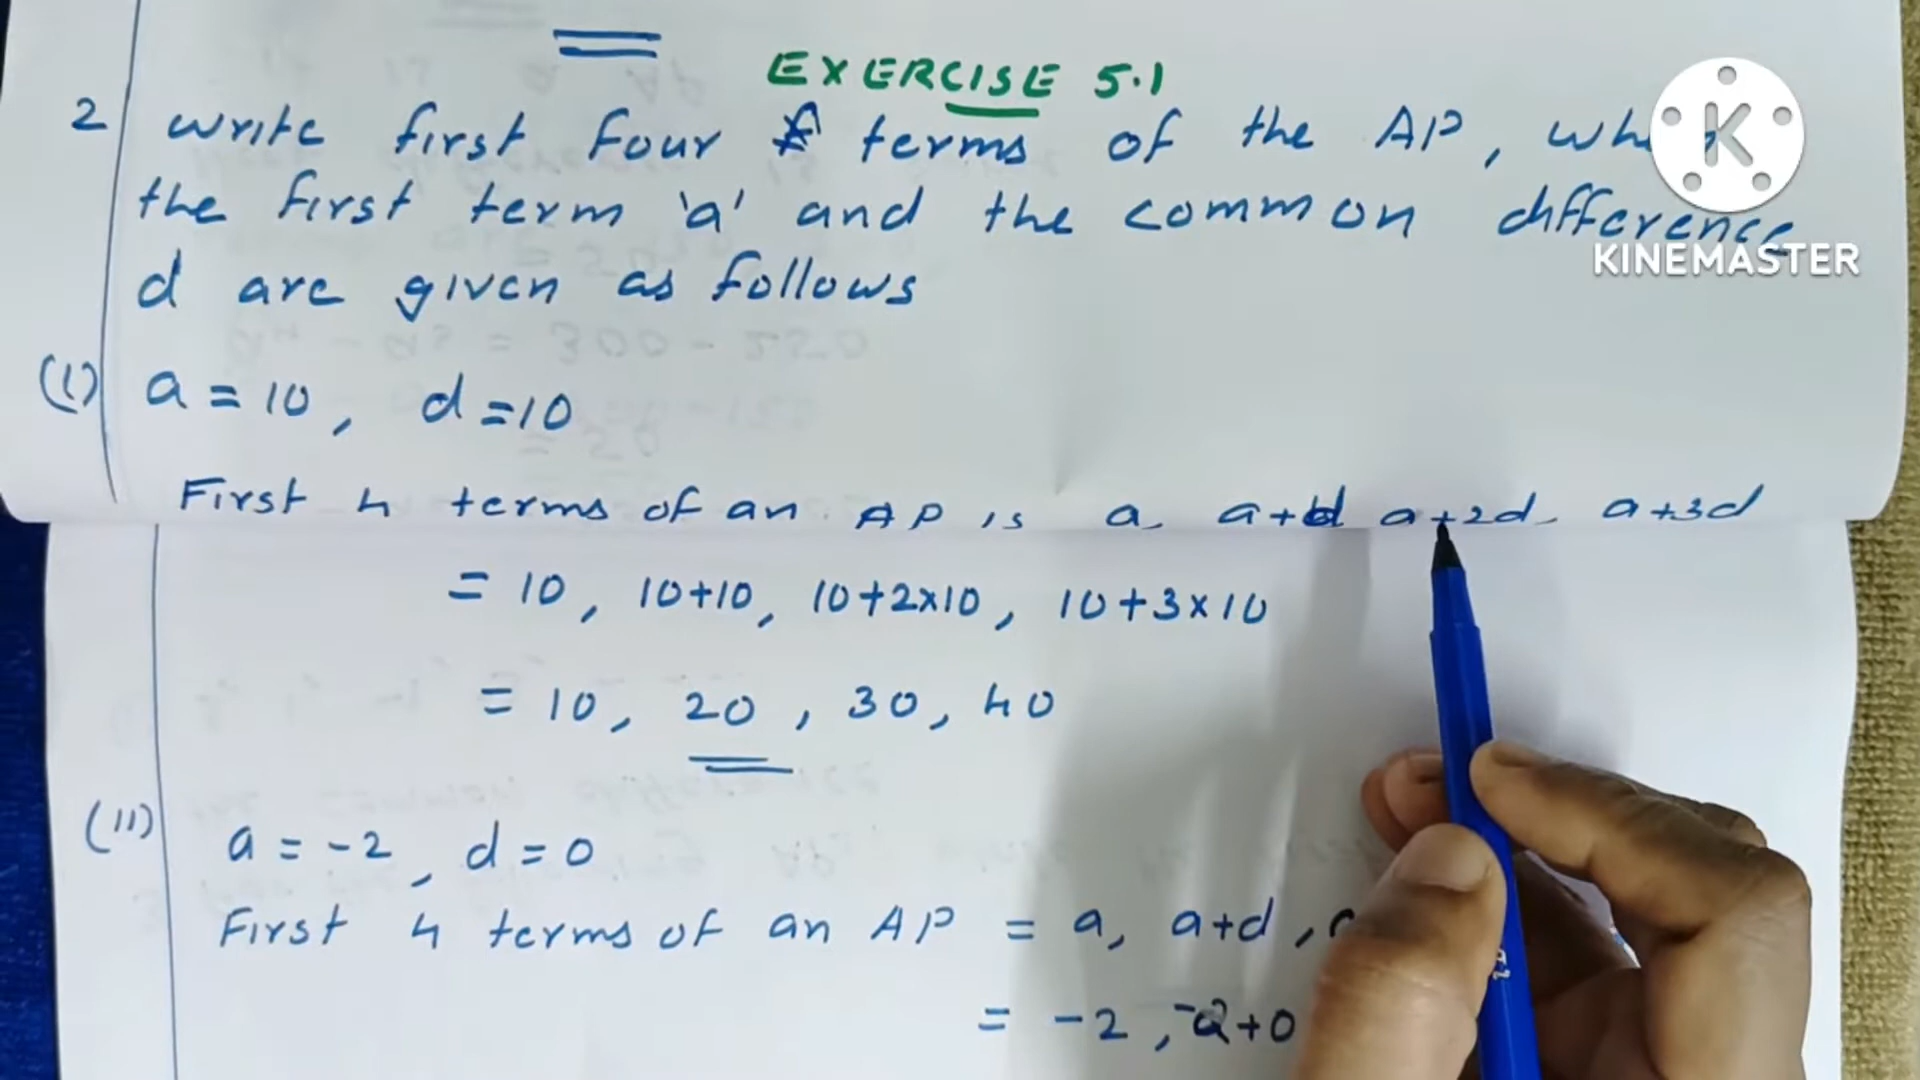 EXERCISE 5.1
2 write first four terms of the AP,
the first term 'a' and the common difference
d are given as follows
(i) a = 10, d = 10
First 4 terms of an AP is a, a+d a+2d, a+3d
= 10, 10+10, 10+2×10, 10+3×10
= 10, 20, 30, 40
(ii) a = -2, d = 0
First 4 terms of an AP = a, a+d,
= -2, -2+0
K
KINEMASTER